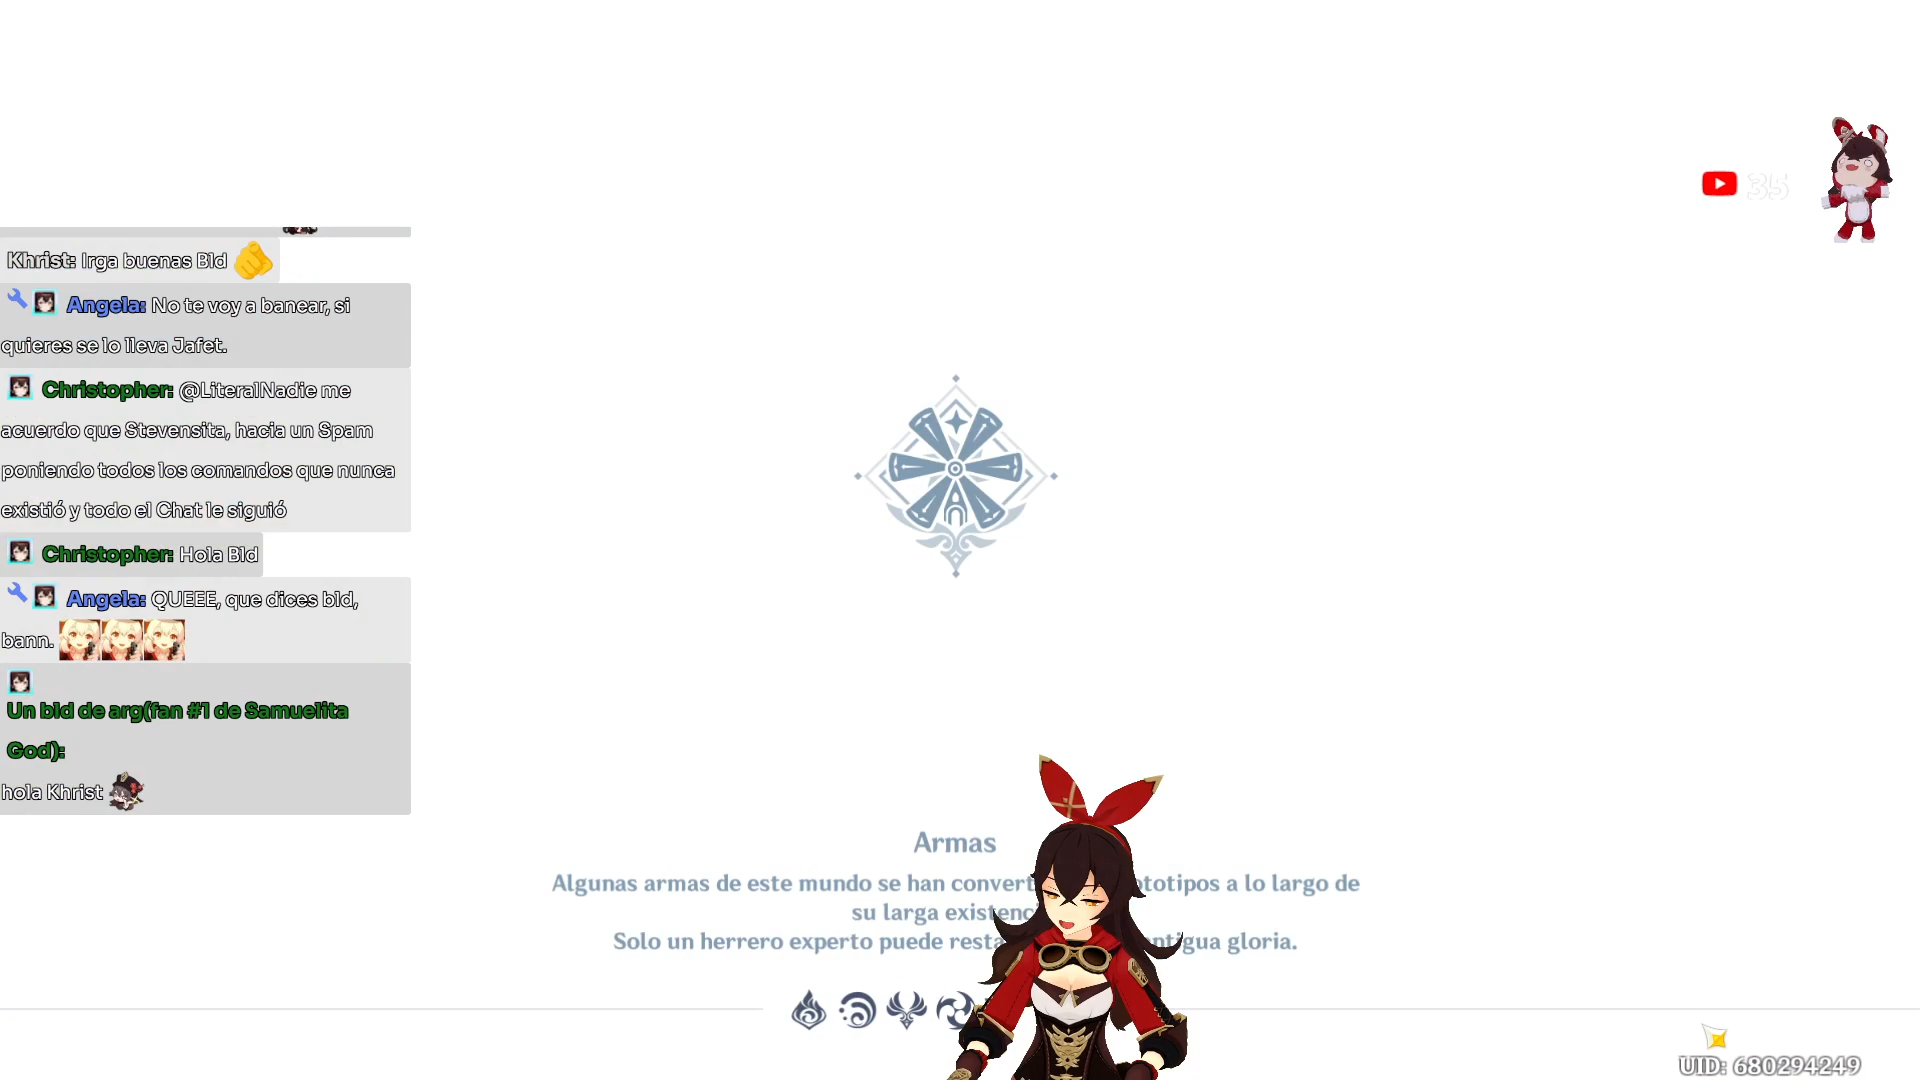 35
Khrist: Irga buenas Bld
Angela: No te voy a banear, si
quieres se lo lleva Jafet.
Christopher: @LiteralNadie me
acuerdo que Stevensita, hacia un Spam
poniendo todos los comandos que nunca
existió y todo el Chat le siguió
Christopher: Hola Bld
Angela: QUEEE, que dices bld,
bann.
Un bld de arg(fan #1 de Samuelita
God):
hola Khrist
Armas
Algunas armas de este mundo se han convert ototipos a lo largo de
su larga existenc
Solo un herrero experto puede resta ntigua gloria.
UID: 680294249